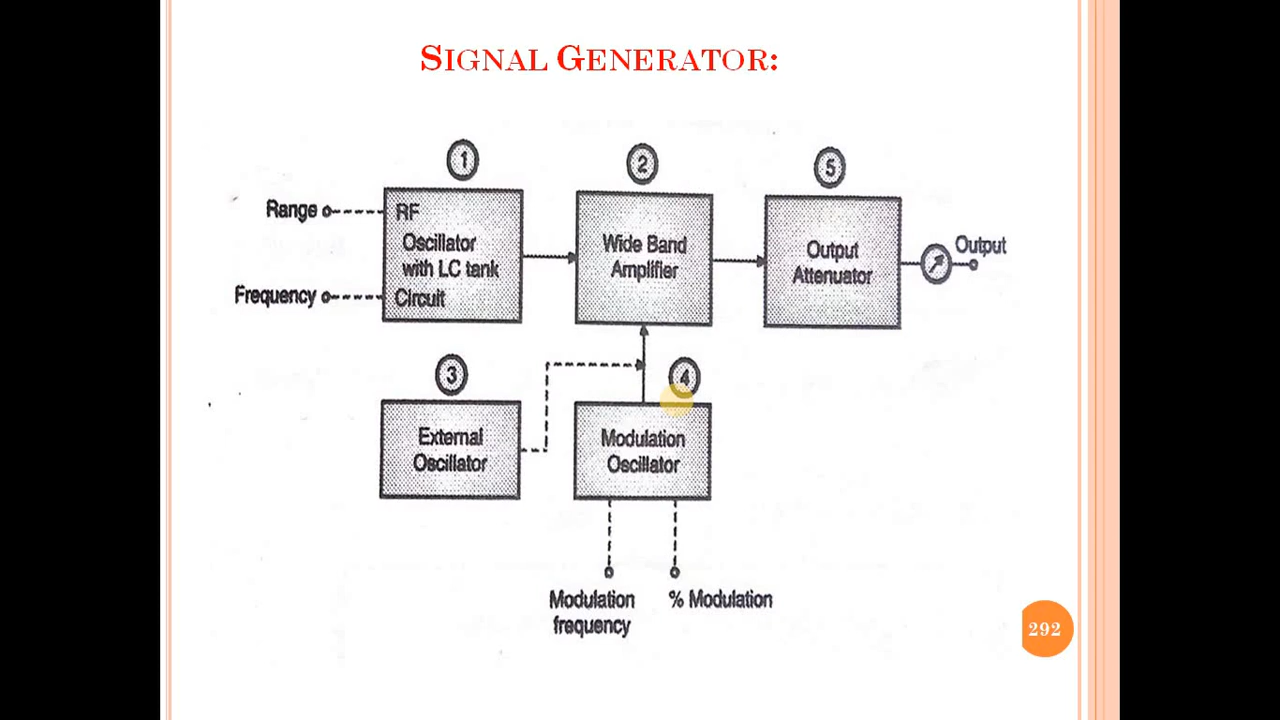 SIGNAL GENERATOR:
1
2
5
Range
RF
Oscillator
with LC tank
Circuit
Frequency
Wide Band
Amplifier
Output
Attenuator
Output
3
4
External
Oscillator
Modulation
Oscillator
Modulation
frequency
% Modulation
292